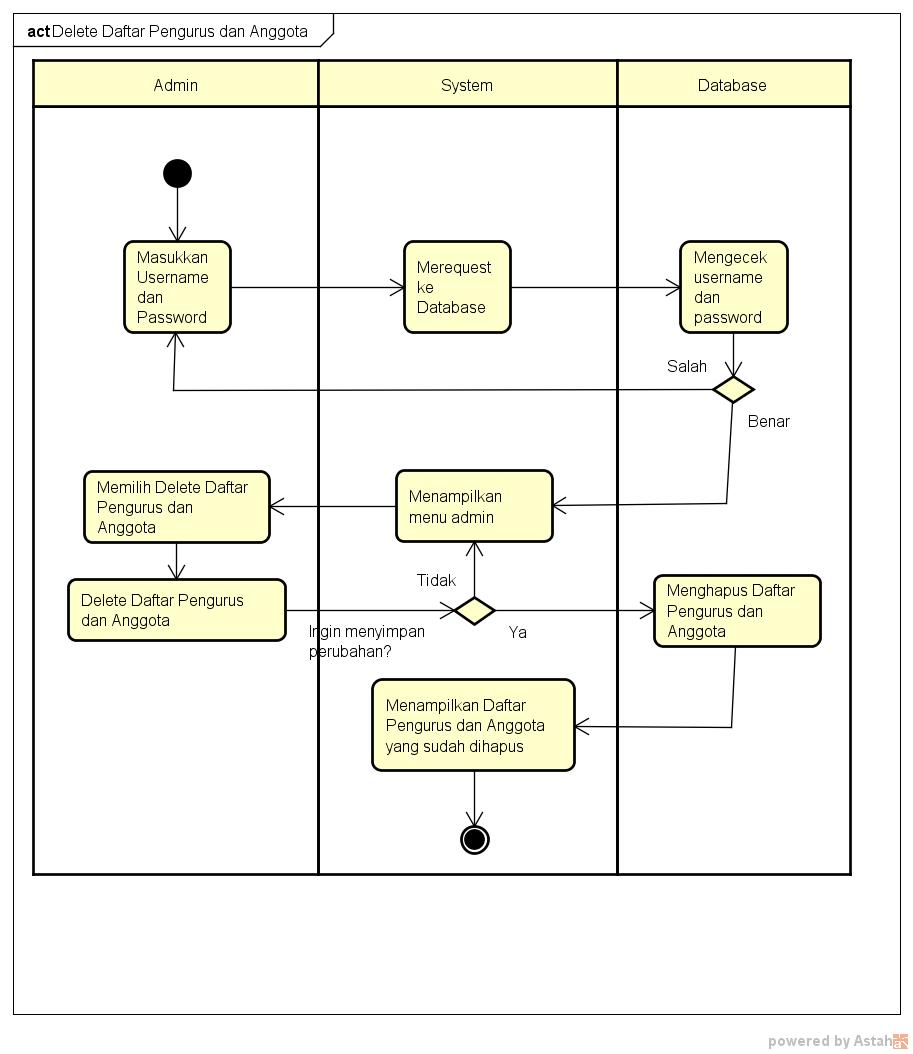 act Delete Daftar Pengurus dan Anggota
Admin
System
Database
Masukkan
Username
dan
Password
Merequest
ke
Database
Mengecek
username
dan
password
Salah
Benar
Memilih Delete Daftar
Pengurus dan
Anggota
Menampilkan
menu admin
Tidak
Delete Daftar Pengurus
dan Anggota
Ingin menyimpan
perubahan?
Ya
Menghapus Daftar
Pengurus dan
Anggota
Menampilkan Daftar
Pengurus dan Anggota
yang sudah dihapus
powered by Astah